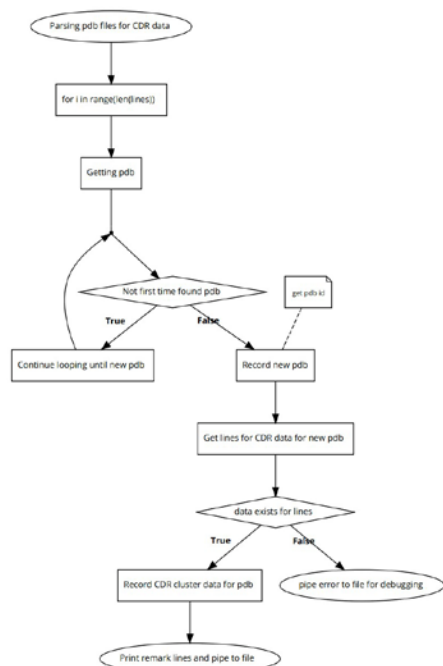 Parsing pdb files for CDR data
for i in range(len(lines))
Getting pdb
Not first time found pdb
get pdb id
True
False
Continue looping until new pdb
Record new pdb
Get lines for CDR data for new pdb
data exists for lines
True
False
Record CDR cluster data for pdb
pipe error to file for debugging
Print remark lines and pipe to file